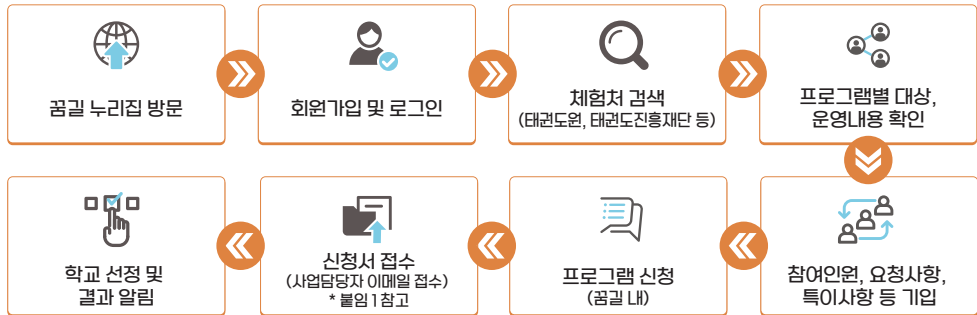 꿈길 누리집 방문
회원가입 및 로그인
체험처 검색
(태권도원, 태권도진흥재단 등)
프로그램별 대상,
운영내용 확인
참여인원, 요청사항,
특이사항 등 기입
프로그램 신청
(꿈길 내)
신청서 접수
(사업담당자 이메일 접수)
* 붙임 1 참고
학교 선정 및
결과 알림